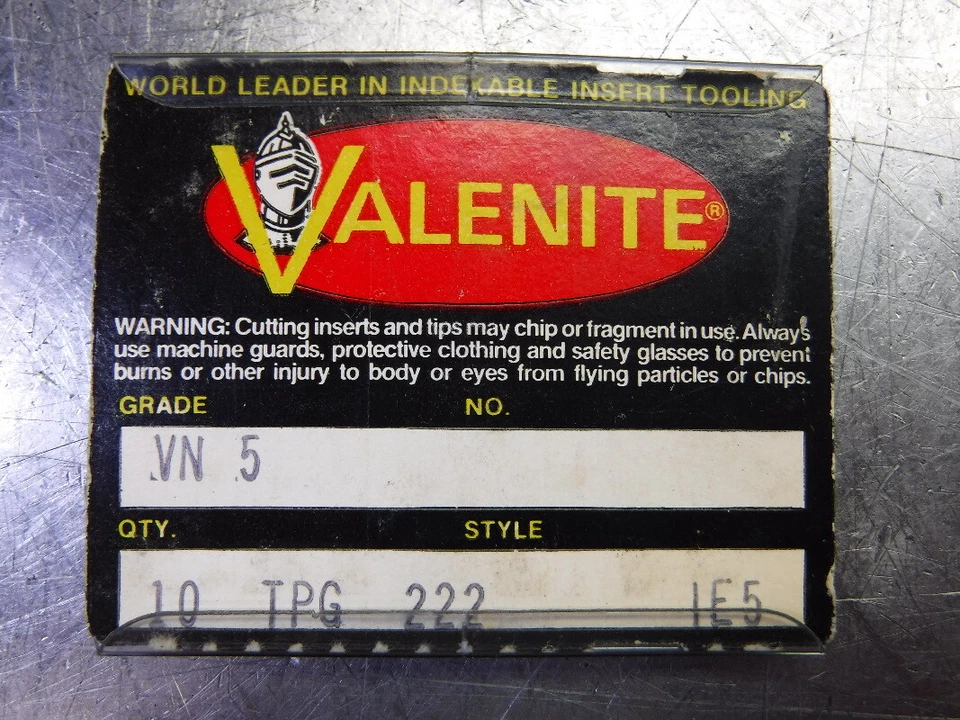 WORLD LEADER IN INDEXABLE INSERT TOOLING
VALENITE®
WARNING: Cutting inserts and tips may chip or fragment in use. Always
use machine guards, protective clothing and safety glasses to prevent
burns or other injury to body or eyes from flying particles or chips.
GRADE NO.
VN 5
QTY. STYLE
10 TPG 222 1E5